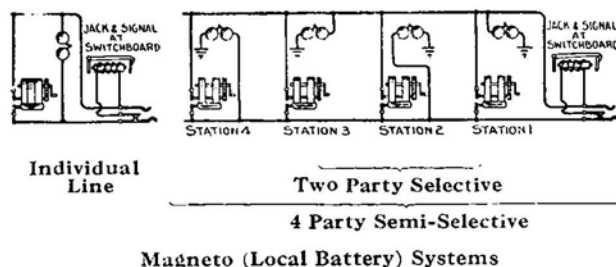 JACK & SIGNAL
AT
SWITCHBOARD
JACK & SIGNAL
AT
SWITCHBOARD
STATION 4
STATION 3
STATION 2
STATION 1
Individual
Line
Two Party Selective
4 Party Semi-Selective
Magneto (Local Battery) Systems